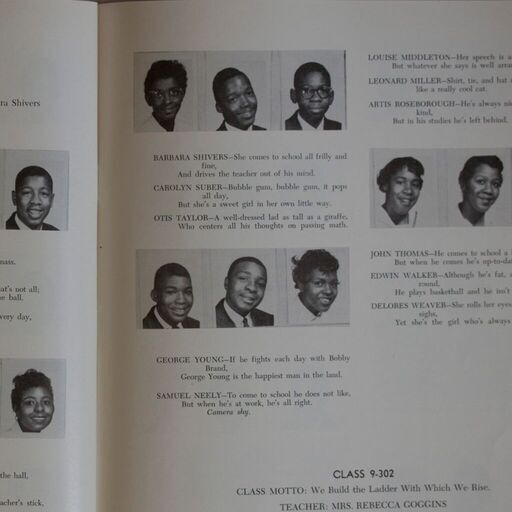 ra Shivers
nass.
at's not all;
he ball,
very day,
the ball,
acher's stick,
BARBARA SHIVERS—She comes to school all frilly and
fine,
And drives the teacher out of his mind.
CAROLYN SUBER—Bubble gum, bubble gum, it pops
all day,
But she's a sweet girl in her own little way.
OTIS TAYLOR—A well-dressed lad as tall as a giraffe,
Who centers all his thoughts on passing math.
GEORGE YOUNG—If he fights each day with Bobby
Brand,
George Young is the happiest man in the land.
SAMUEL NEELY—To come to school he does not like,
But when he's at work, he's all right.
Camera shy.
LOUISE MIDDLETON—Her speech is a
But whatever she says is well arran
LEONARD MILLER—Shirt, tie, and hat
like a really cool cat.
ARTIS ROSEBOROUGH—He's always nic
kind,
But in his studies he's left behind.
JOHN THOMAS—He comes to school a l
But when he comes he's up-to-da
EDWIN WALKER—Although he's fat, a
round.
He plays basketball and he isn't
DELORES WEAVER—She rolls her eyes
sighs,
Yet she's the girl who's always
CLASS 9-302
CLASS MOTTO: We Build the Ladder With Which We Rise.
TEACHER: MRS. REBECCA GOGGINS